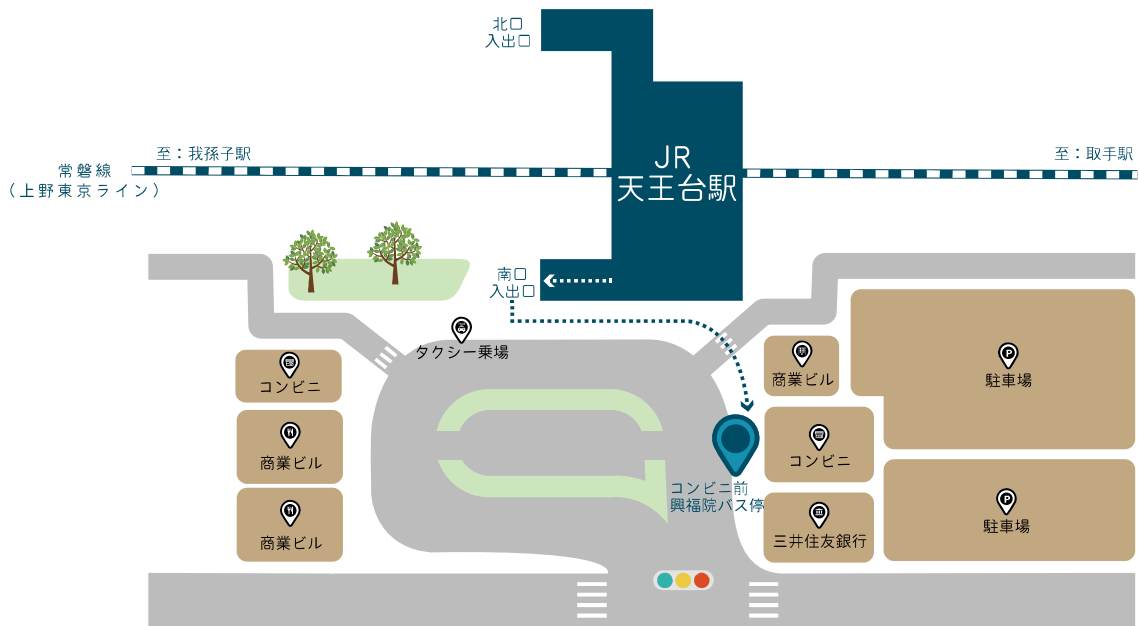 北口
入出口
至：我孫子駅
常磐線
（上野東京ライン）
JR
天王台駅
至：取手駅
南口
入出口
タクシー乗場
コンビニ
商業ビル
商業ビル
商業ビル
コンビニ
三井住友銀行
P
駐車場
P
駐車場
コンビニ前
興福院バス停